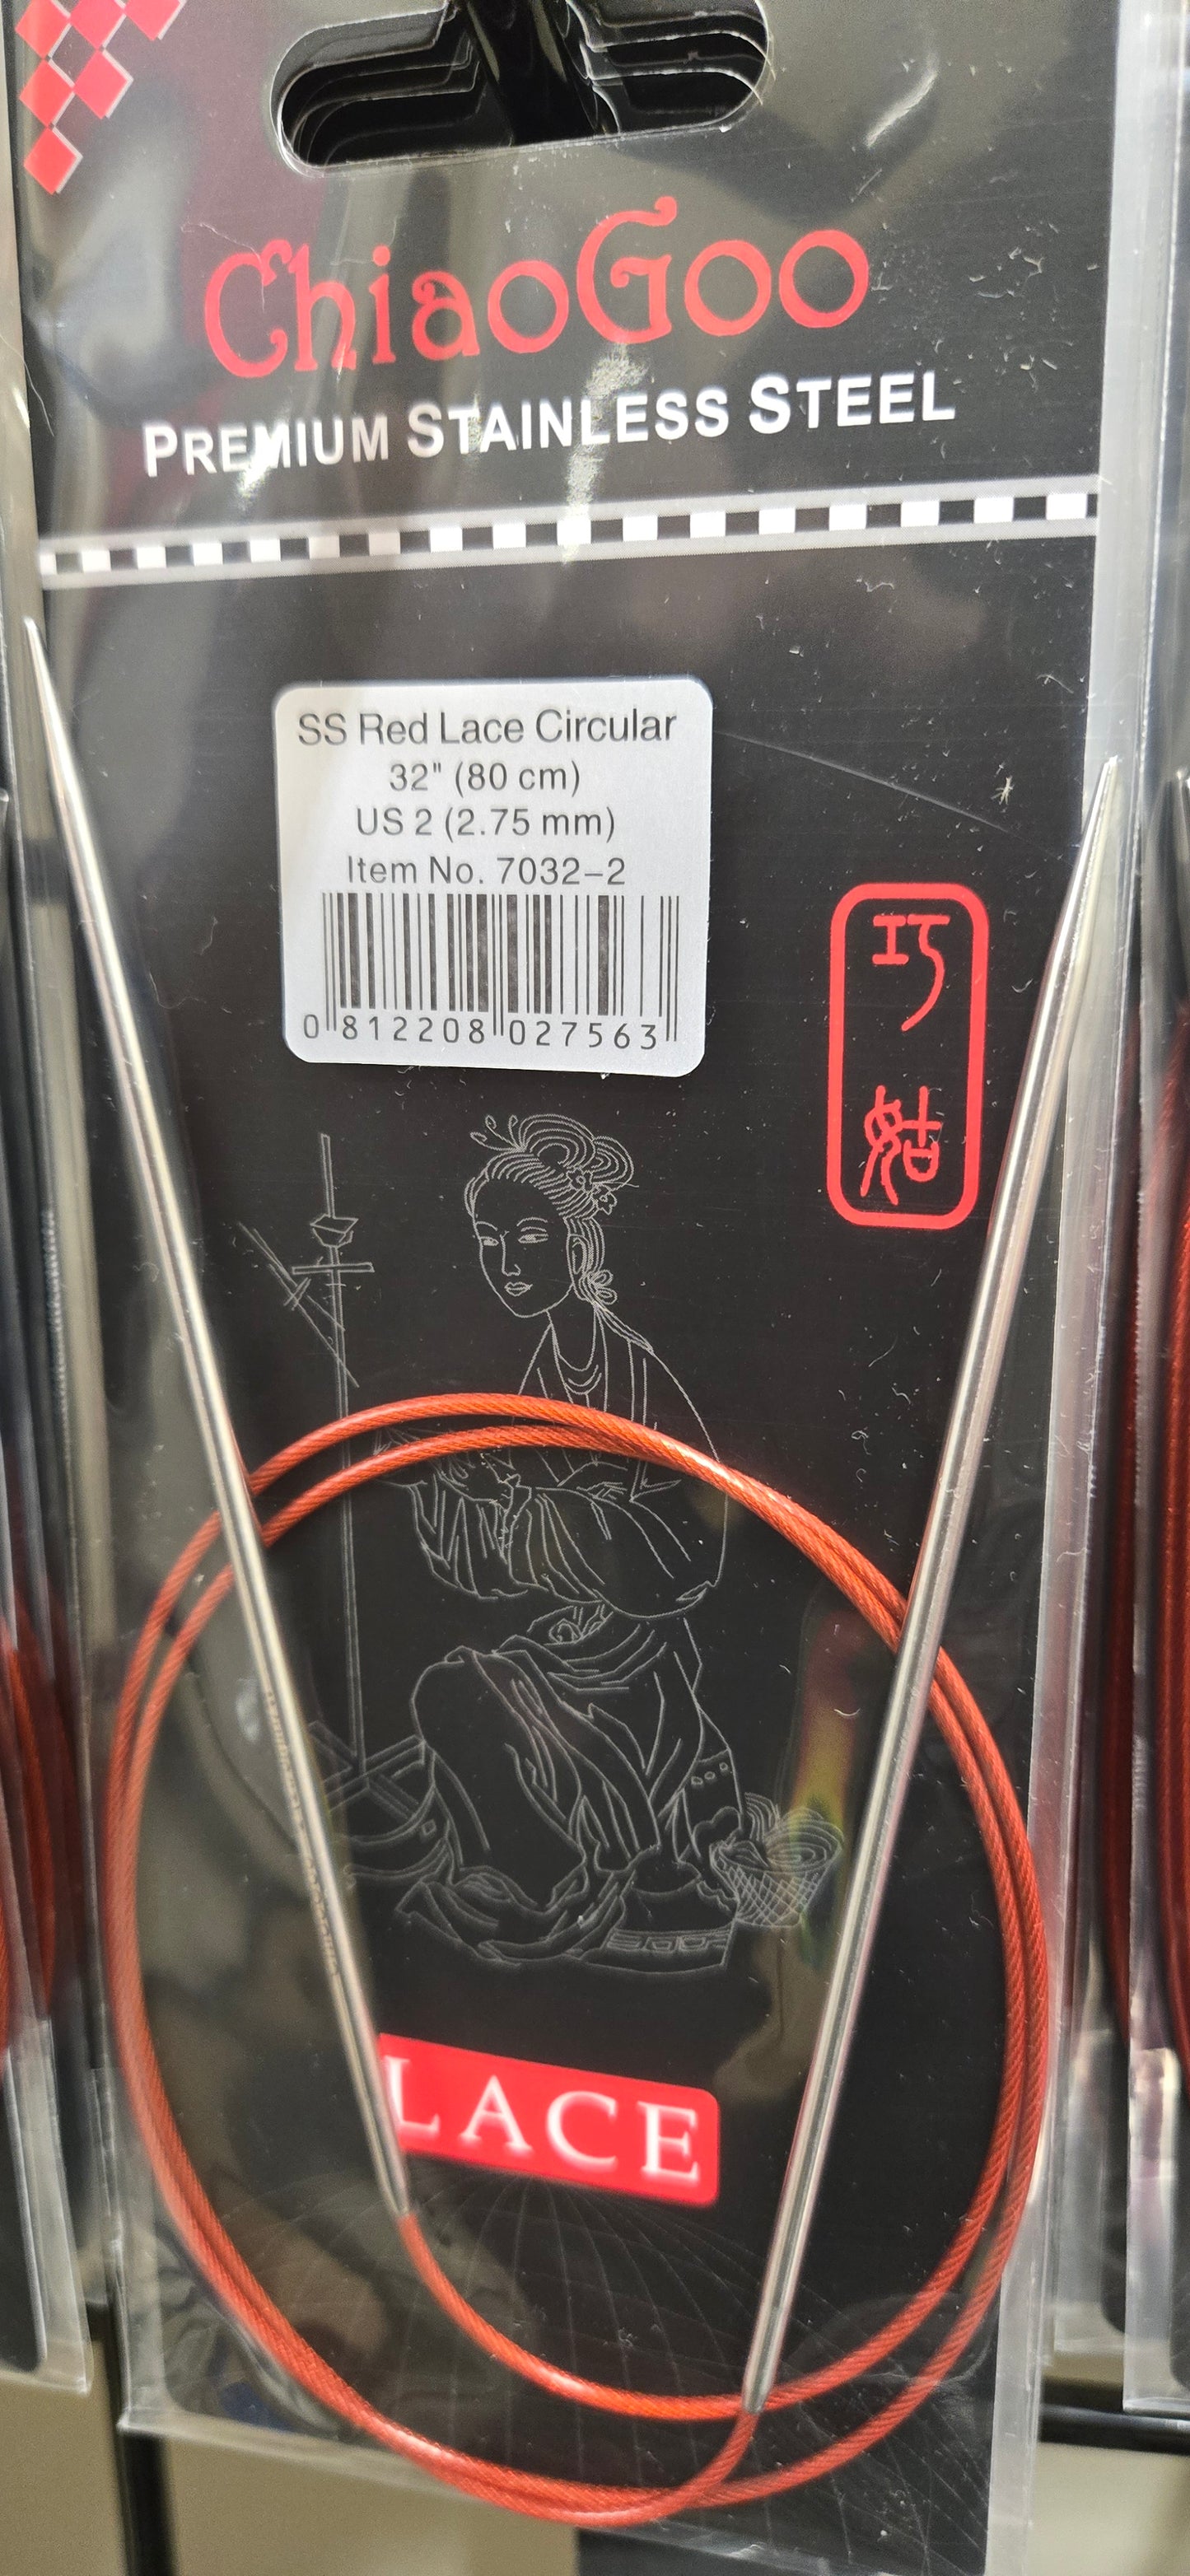 ChiaoGoo
PREMIUM STAINLESS STEEL
SS Red Lace Circular
32" (80 cm)
US 2 (2.75 mm)
Item No. 7032-2
0 812208 027563
巧
姑
LACE